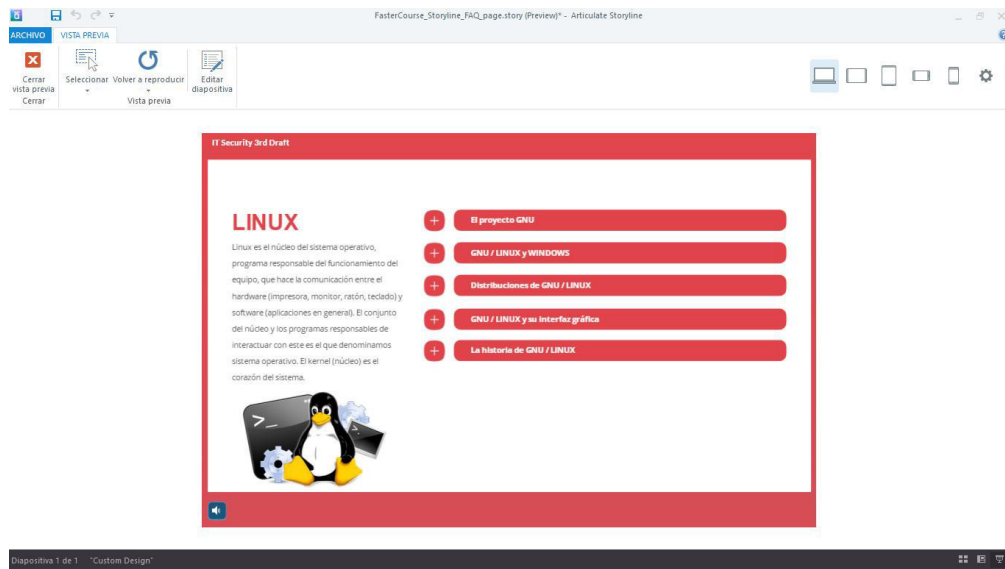 FasterCourse_Storyline_FAQ_page.story (Preview)* - Articulate Storyline
ARCHIVO
VISTA PREVIA
Cerrar
vista previa
Seleccionar
Volver a reproducir
Editar
diapositiva
Cerrar
Vista previa
IT Security 3rd Draft
LINUX
Linux es el núcleo del sistema operativo,
programa responsable del funcionamiento del
equipo, que hace la comunicación entre el
hardware (impresora, monitor, ratón, teclado) y
software (aplicaciones en general). El conjunto
del núcleo y los programas responsables de
interactuar con este es el que denominamos
sistema operativo. El kernel (núcleo) es el
corazón del sistema.
El proyecto GNU
GNU / LINUX y WINDOWS
Distribuciones de GNU / LINUX
GNU / LINUX y su interfaz gráfica
La historia de GNU / LINUX
Diapositiva 1 de 1
"Custom Design"